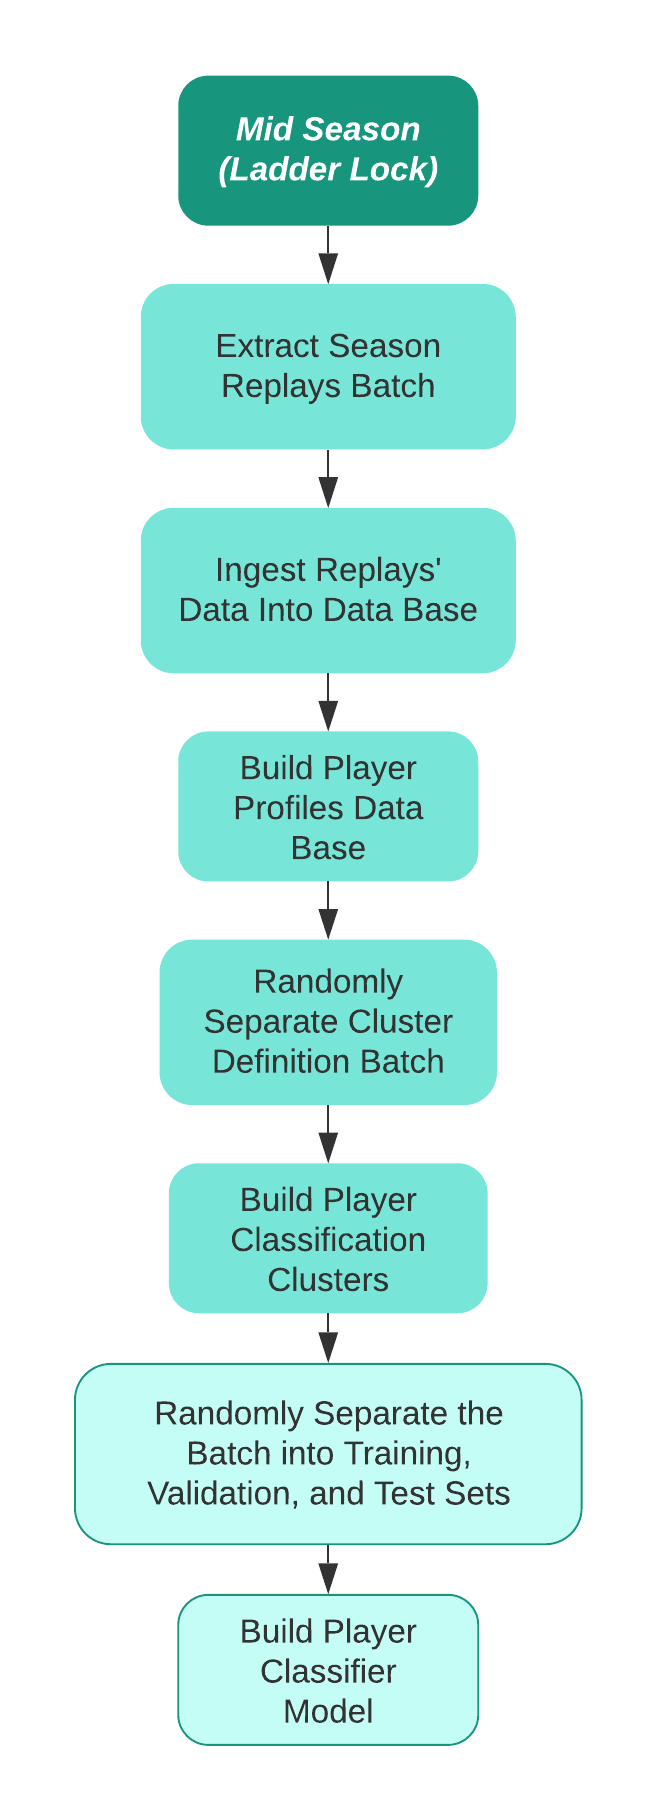 Mid Season
(Ladder Lock)
Extract Season
Replays Batch
Ingest Replays'
Data Into Data Base
Build Player
Profiles Data
Base
Randomly
Separate Cluster
Definition Batch
Build Player
Classification
Clusters
Randomly Separate the
Batch into Training,
Validation, and Test Sets
Build Player
Classifier
Model